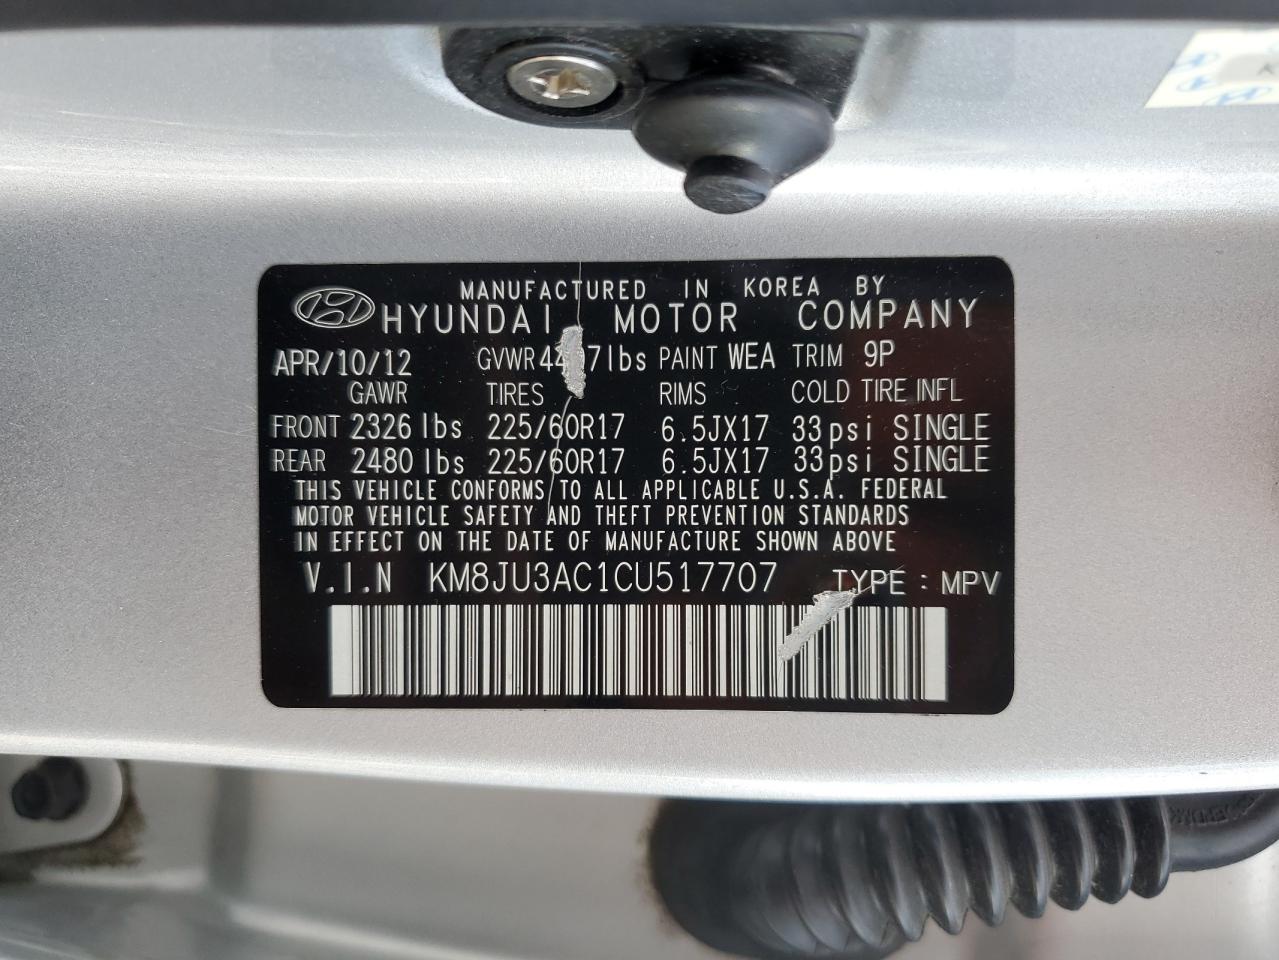 MANUFACTURED IN KOREA BY
HYUNDAI MOTOR COMPANY
APR/10/12 GVWR PAINT WEA TRIM 9P
GAWR TIRES RIMS COLD TIRE INFL
FRONT 2326 lbs 225/60R17 6.5JX17 33psi SINGLE
REAR 2480 lbs 225/60R17 6.5JX17 33psi SINGLE
THIS VEHICLE CONFORMS TO ALL APPLICABLE U.S.A. FEDERAL
MOTOR VEHICLE SAFETY AND THEFT PREVENTION STANDARDS
IN EFFECT ON THE DATE OF MANUFACTURE SHOWN ABOVE
V.I.N KM8JU3AC1CU517707 TYPE : MPV